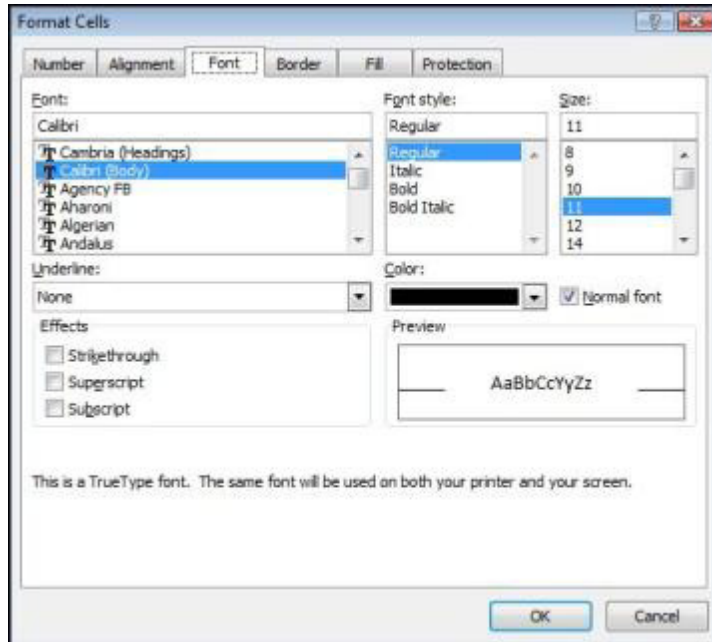 Format Cells
Number Alignment Font Border Fill Protection
Font: Font style: Size:
Calibri Regular 11
Cambria (Headings) Regular 8
Calibri (Body) Italic 9
Agency FB Bold 10
Aharoni Bold Italic 11
Algerian 12
Andalus 14
Underline: Color:
None Normal font
Effects Preview
Strikethrough
Superscript AaBbCcYyZz
Subscript
This is a TrueType font. The same font will be used on both your printer and your screen.
OK Cancel